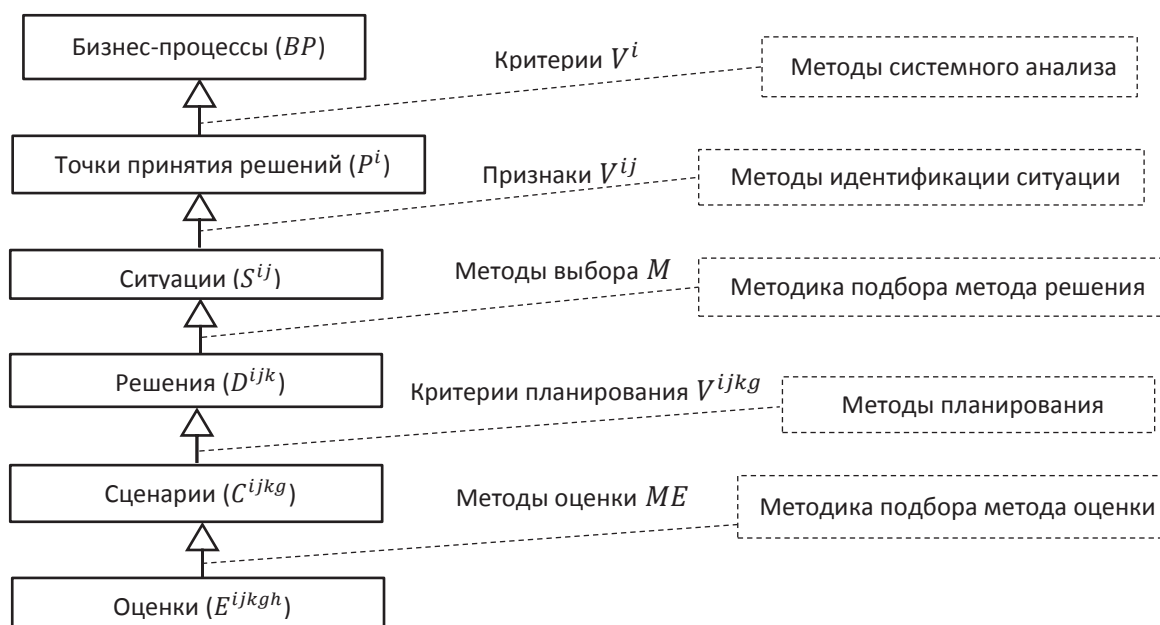 Бизнес-процессы (BP)
Критерии V^i
Методы системного анализа
Точки принятия решений (P^i)
Признаки V^{ij}
Методы идентификации ситуации
Ситуации (S^{ij})
Методы выбора M
Методика подбора метода решения
Решения (D^{ijk})
Критерии планирования V^{ijkg}
Методы планирования
Сценарии (C^{ijkg})
Методы оценки ME
Методика подбора метода оценки
Оценки (E^{ijkgh})